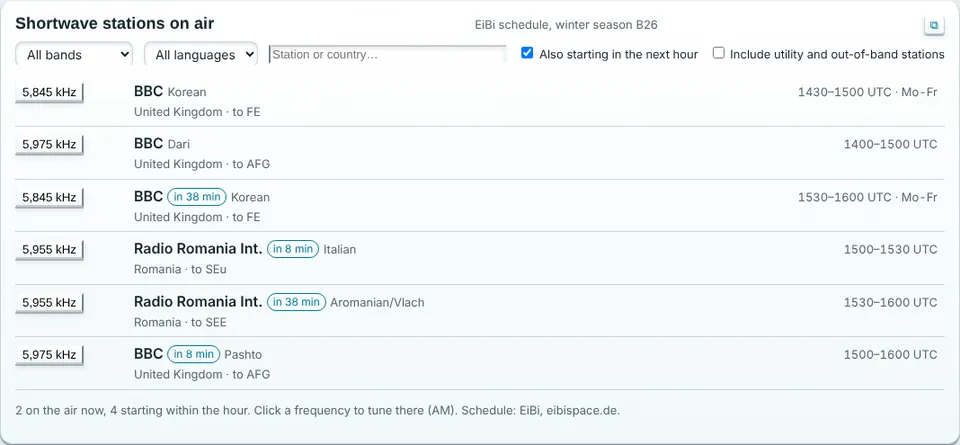 Shortwave stations on air
EiBi schedule, winter season B26
All bands All languages Station or country… Also starting in the next hour Include utility and out-of-band stations
5,845 kHz BBC Korean 1430–1500 UTC · Mo-Fr
United Kingdom · to FE
5,975 kHz BBC Dari 1400–1500 UTC
United Kingdom · to AFG
5,845 kHz BBC in 38 min Korean 1530–1600 UTC · Mo-Fr
United Kingdom · to FE
5,955 kHz Radio Romania Int. in 8 min Italian 1500–1530 UTC
Romania · to SEu
5,955 kHz Radio Romania Int. in 38 min Aromanian/Vlach 1530–1600 UTC
Romania · to SEE
5,975 kHz BBC in 8 min Pashto 1500–1600 UTC
United Kingdom · to AFG
2 on the air now, 4 starting within the hour. Click a frequency to tune there (AM). Schedule: EiBi, eibispace.de.